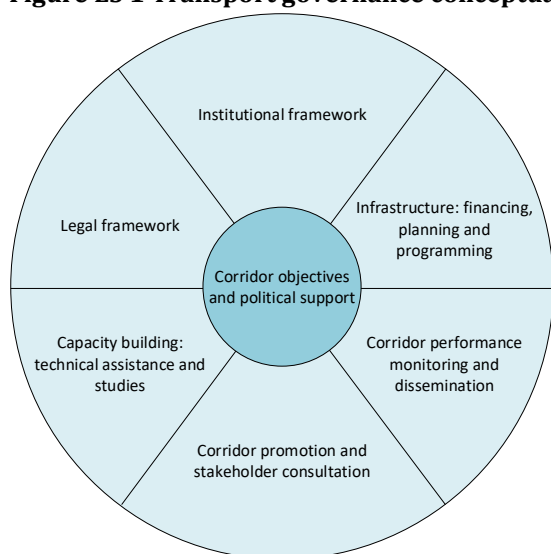 Figure ES-1 Transport governance conceptual
Institutional framework
Infrastructure: financing,
planning and
programming
Legal framework
Corridor objectives
and political support
Capacity building:
technical assistance and
studies
Corridor performance
monitoring and
dissemination
Corridor promotion and
stakeholder consultation